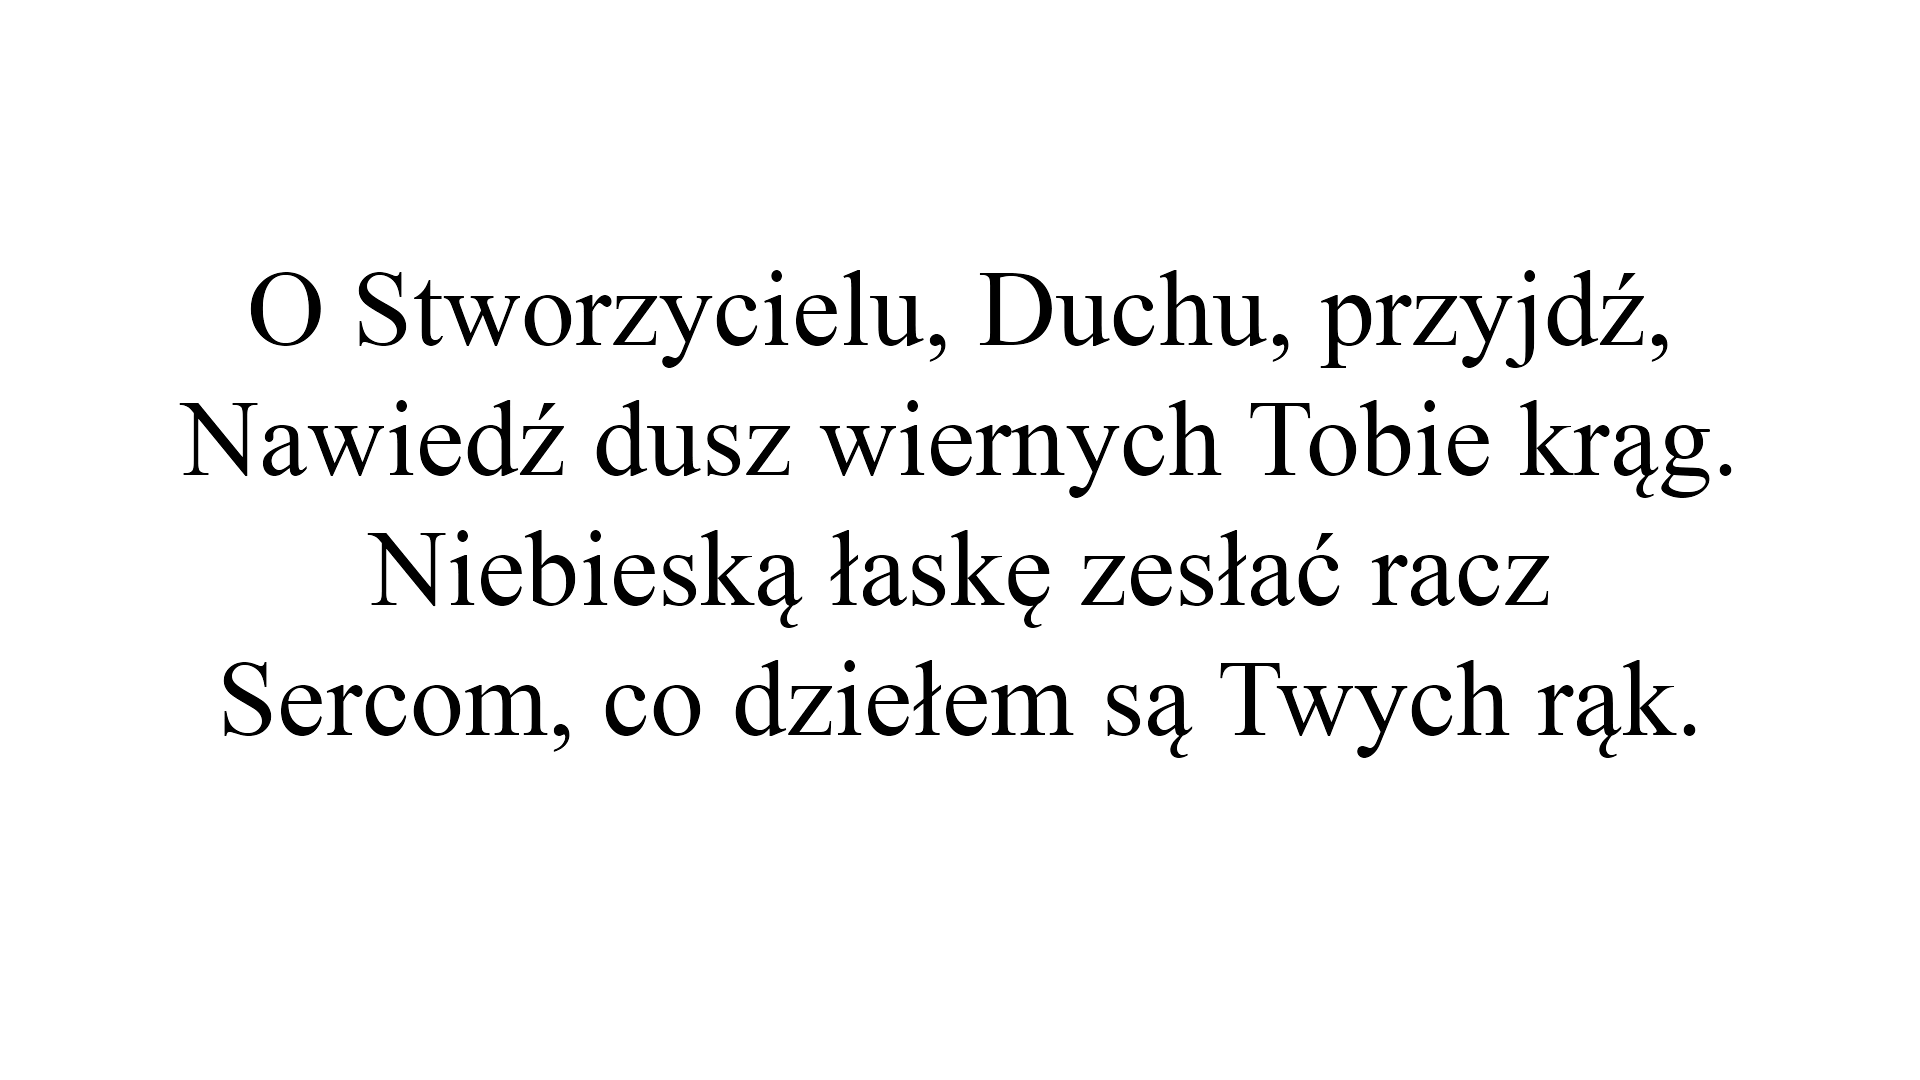 O Stworzycielu, Duchu, przyjdź,
Nawiedź dusz wiernych Tobie krąg.
Niebieską łaskę zesłać racz
Sercom, co dziełem są Twych rąk.